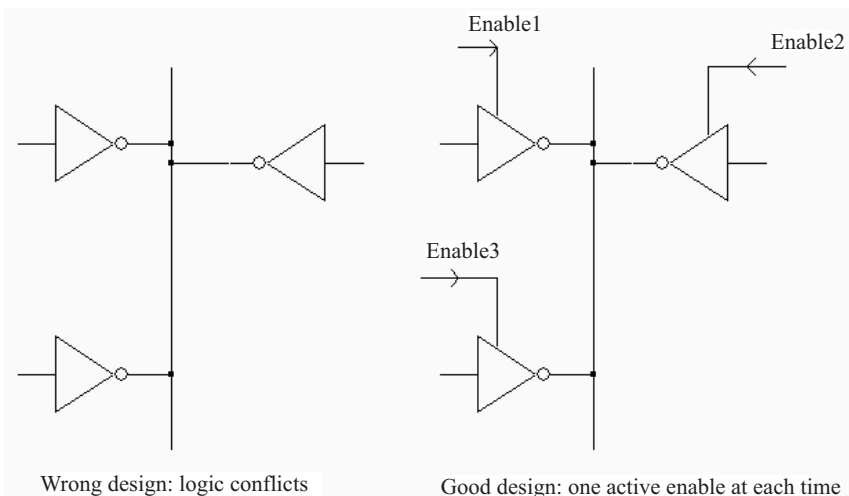 Enable1
Enable2
Enable3
Wrong design: logic conflicts
Good design: one active enable at each time